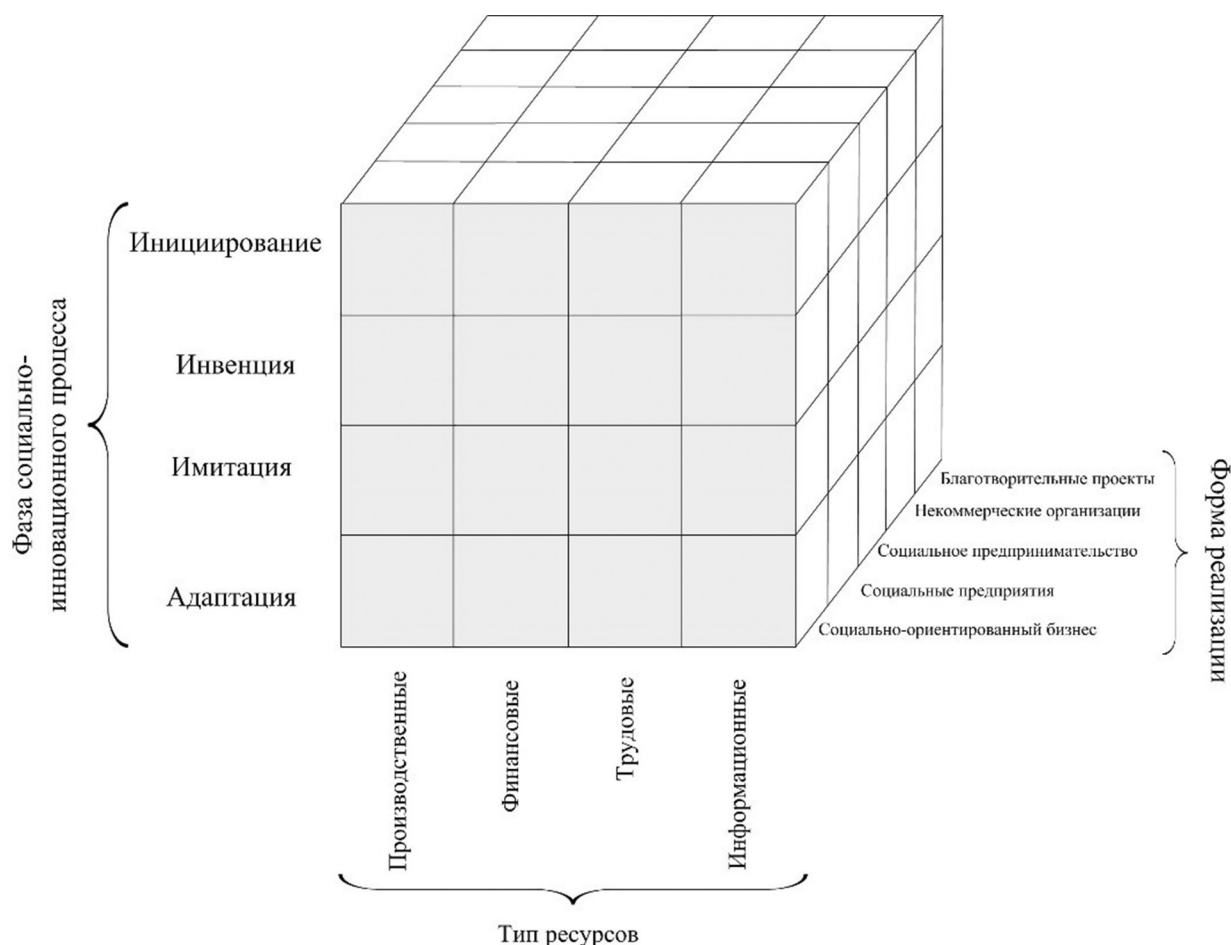 Фаза социально-
инновационного процесса
Инициирование
Инвенция
Имитация
Адаптация
Благотворительные проекты
Некоммерческие организации
Социальное предпринимательство
Социальные предприятия
Социально-ориентированный бизнес
Форма реализации
Производственные
Финансовые
Трудовые
Информационные
Тип ресурсов